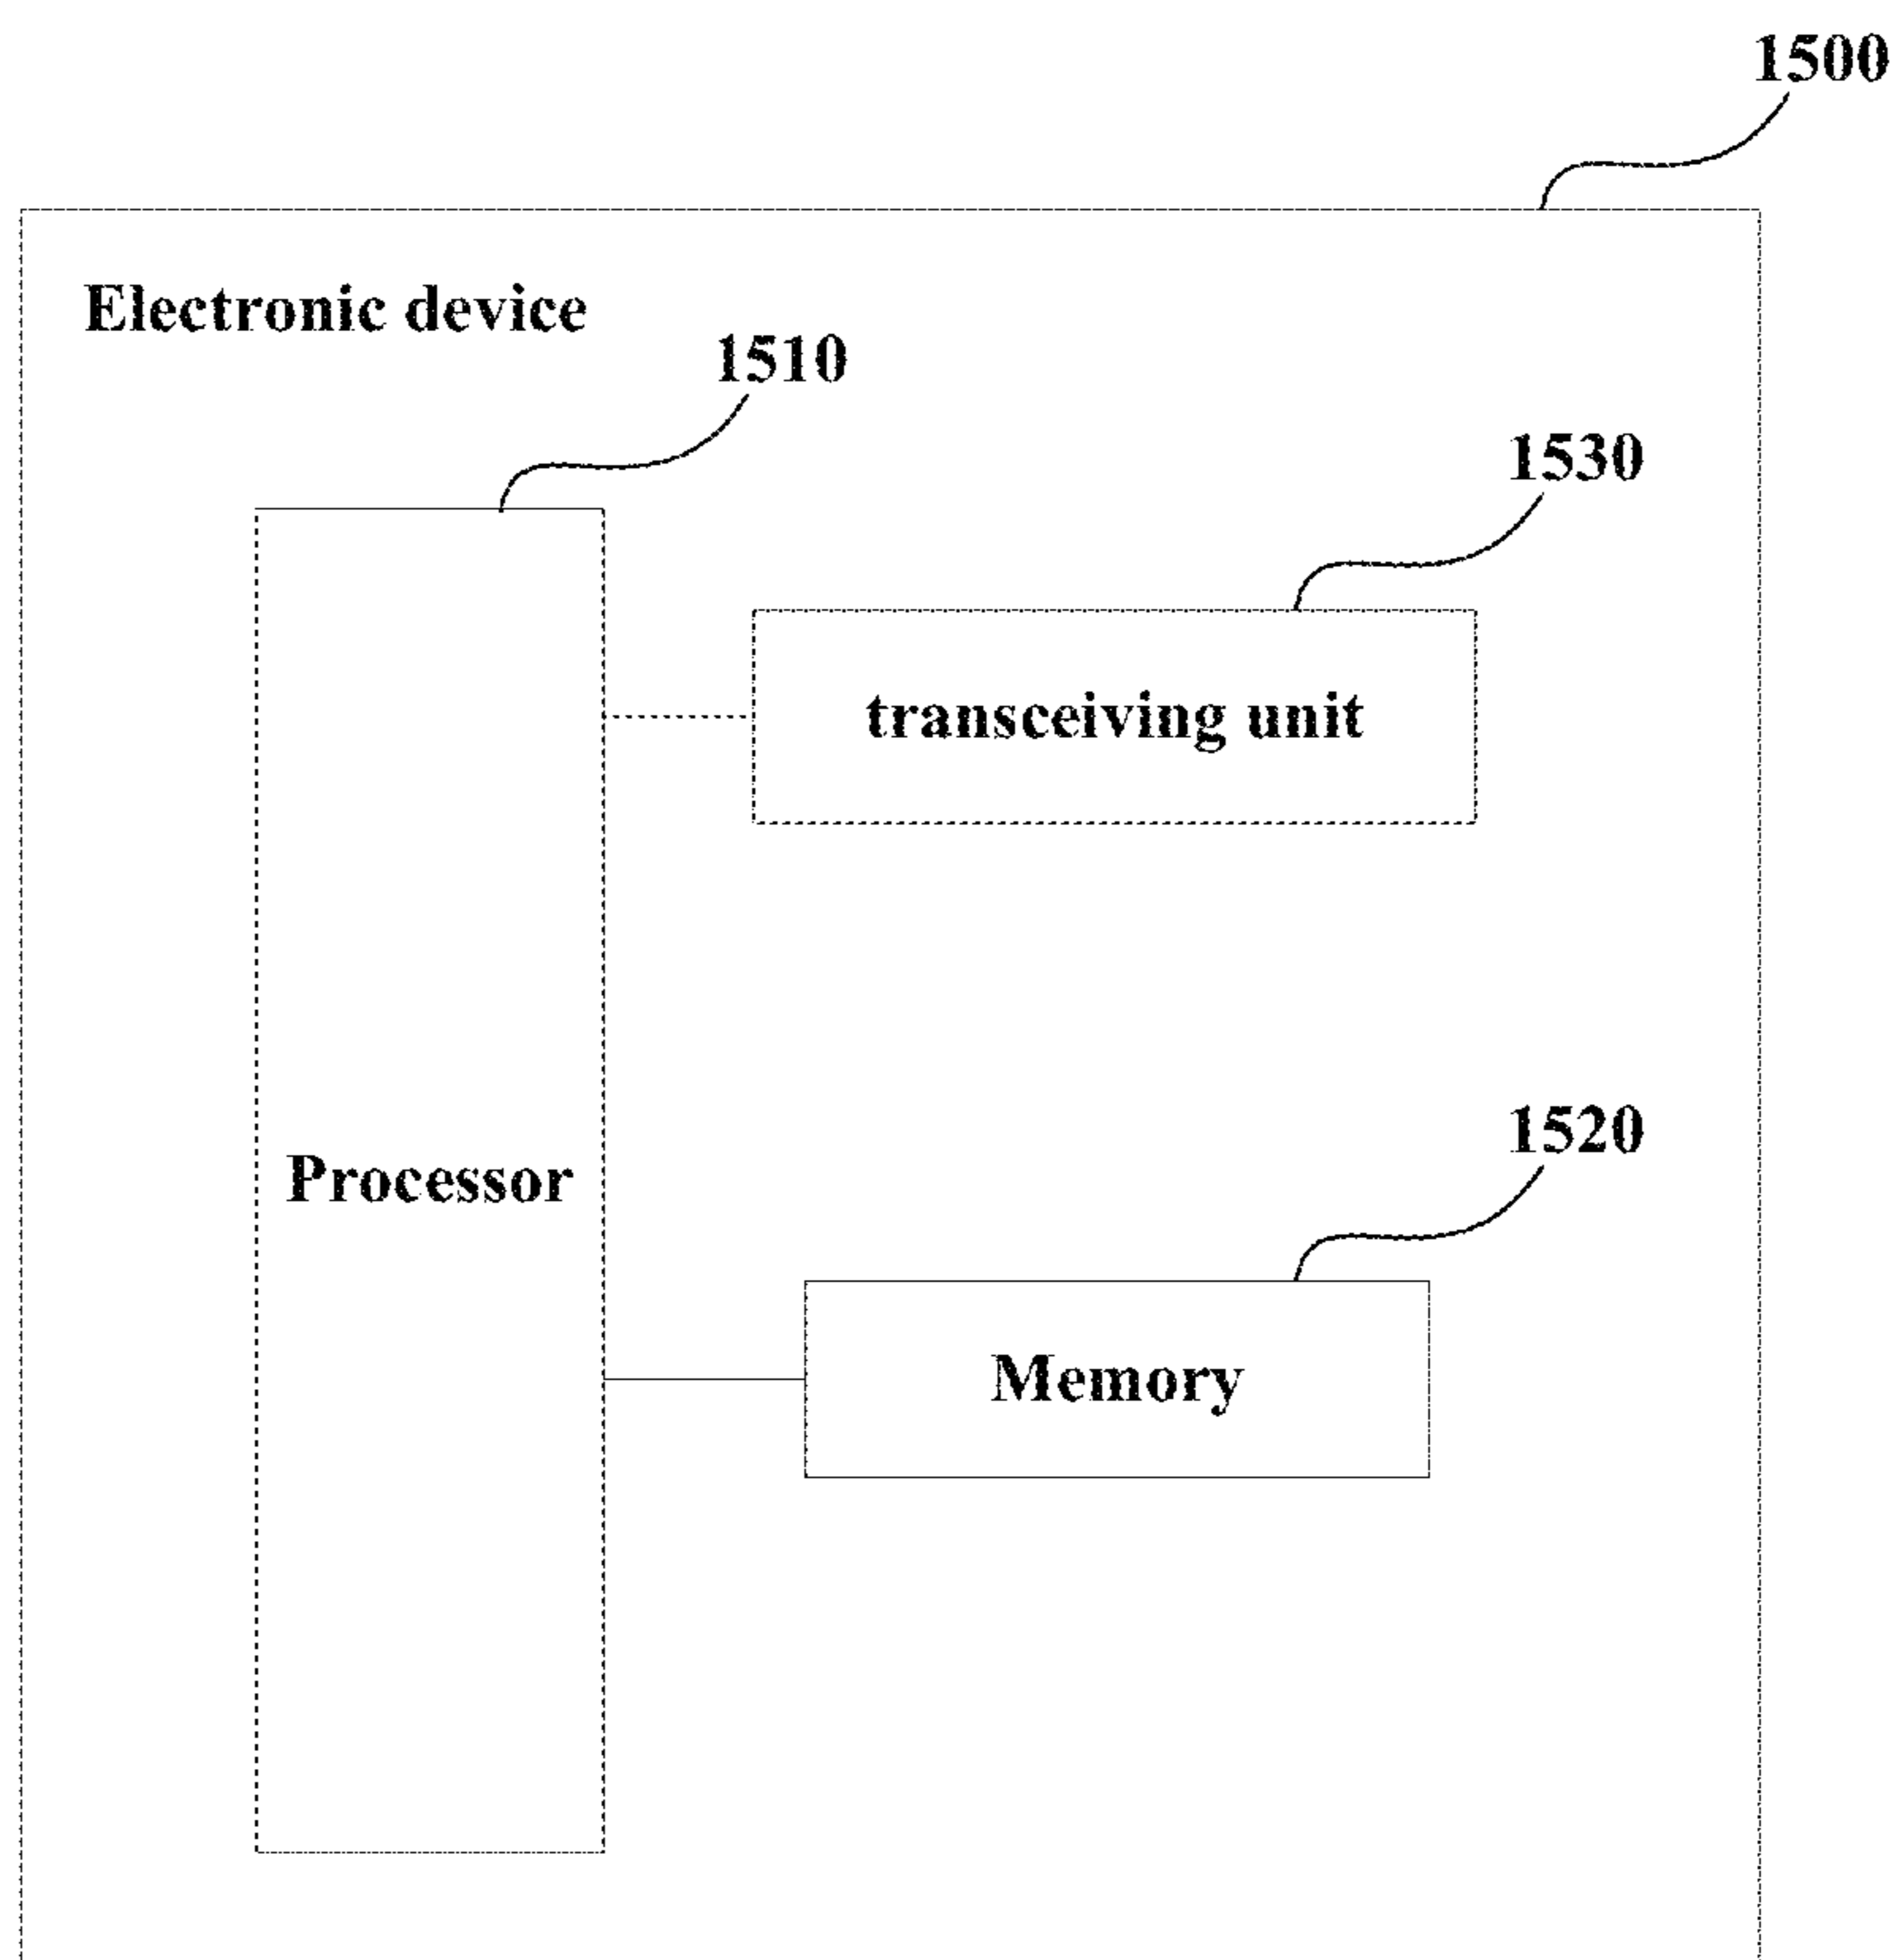 1500
Electronic device
1510
1530
transceiving unit
1520
Processor
Memory